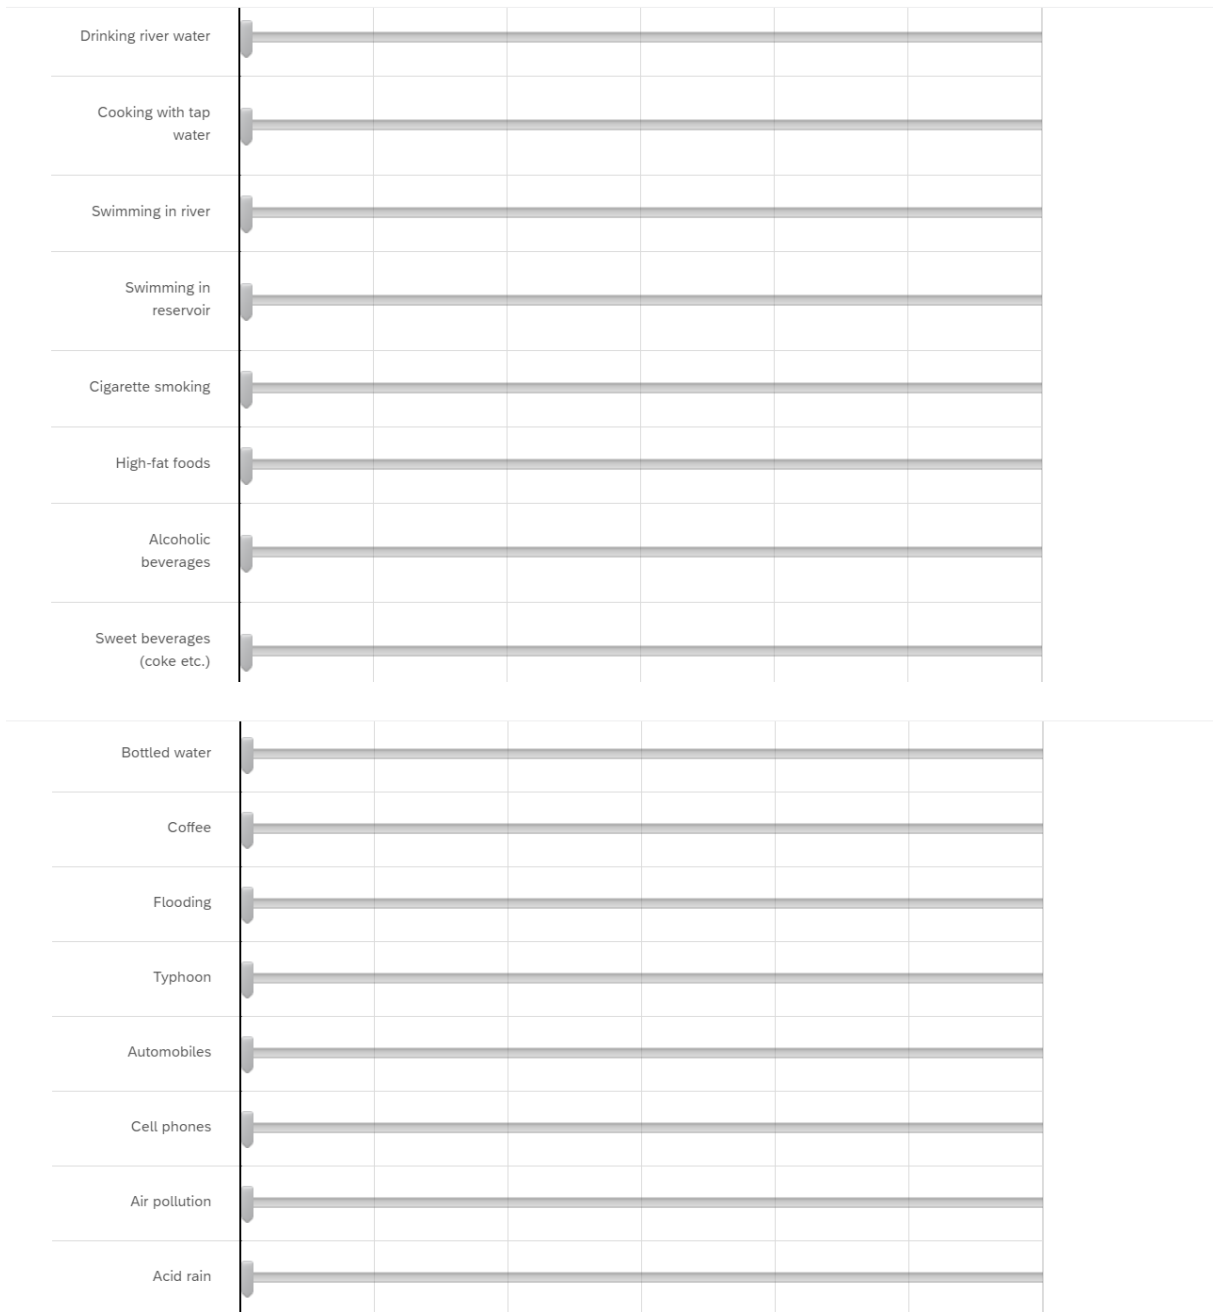 Drinking river water
Cooking with tap
water
Swimming in river
Swimming in
reservoir
Cigarette smoking
High-fat foods
Alcoholic
beverages
Sweet beverages
(coke etc.)
Bottled water
Coffee
Flooding
Typhoon
Automobiles
Cell phones
Air pollution
Acid rain